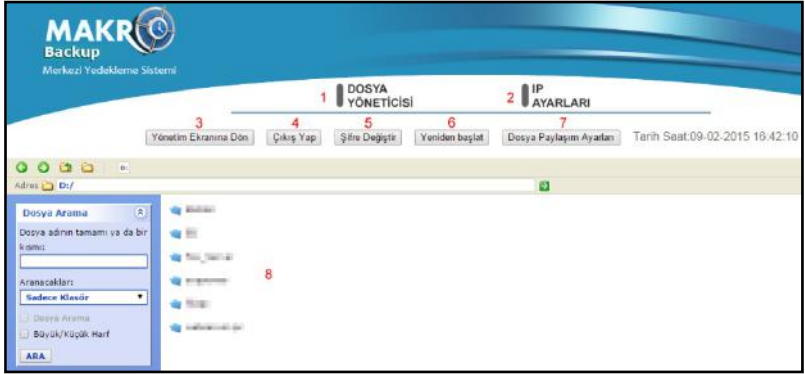 MAKRO
Backup
Merkezi Yedekleme Sistemi
1 DOSYA YÖNETİCİSİ
2 IP AYARLARI
3 4 5 6 7
Yönetim Ekranına Dön Çıkış Yap Şifre Değiştir Yeniden başlat Dosya Paylaşım Ayarları Tarih Saat:09-02-2015 16:42:10
Adres D:/
Dosya Arama
Dosya adının tamamı ya da bir
kısmı:
Aranacaklar:
Sadece Klasör
Dosya Arama
Büyük/Küçük Harf
ARA
8